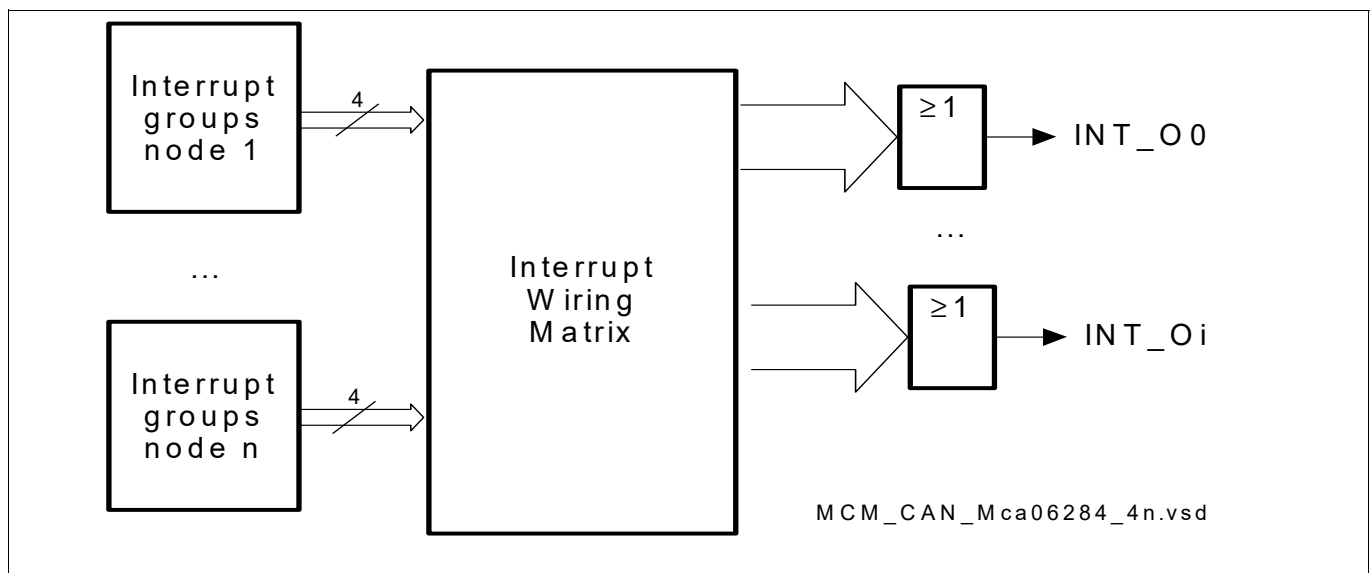 Interrupt
groups
node 1
4
...
Interrupt
groups
node n
4
Interrupt
Wiring
Matrix
≥1
INT_O0
...
≥1
INT_Oi
MCM_CAN_Mca06284_4n.vsd